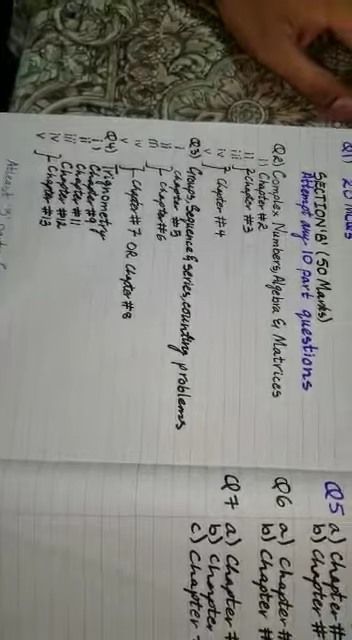 Q1) 20 MCQs
SECTION 'B' (50 Marks)
Attempt any 10 part questions
Q2) Complex Numbers, Algebra & Matrices
i) Chapter #2
ii } Chapter #3
iii
iv } Chapter #4
v
Q3) Groups, Sequence & series, counting problems
i Chapter #5
ii } Chapter #6
iii
iv } Chapter #7 OR Chapter #8
v
Q4) Trignometry
i) Chapter #9
ii Chapter #11
iii Chapter #12
iv } Chapter #13
v
Attempt
Q5 a) Chapter #
b) Chapter #
Q6 a) Chapter #
b) Chapter #
Q7 a) Chapter #
b) Chapter
c) Chapter